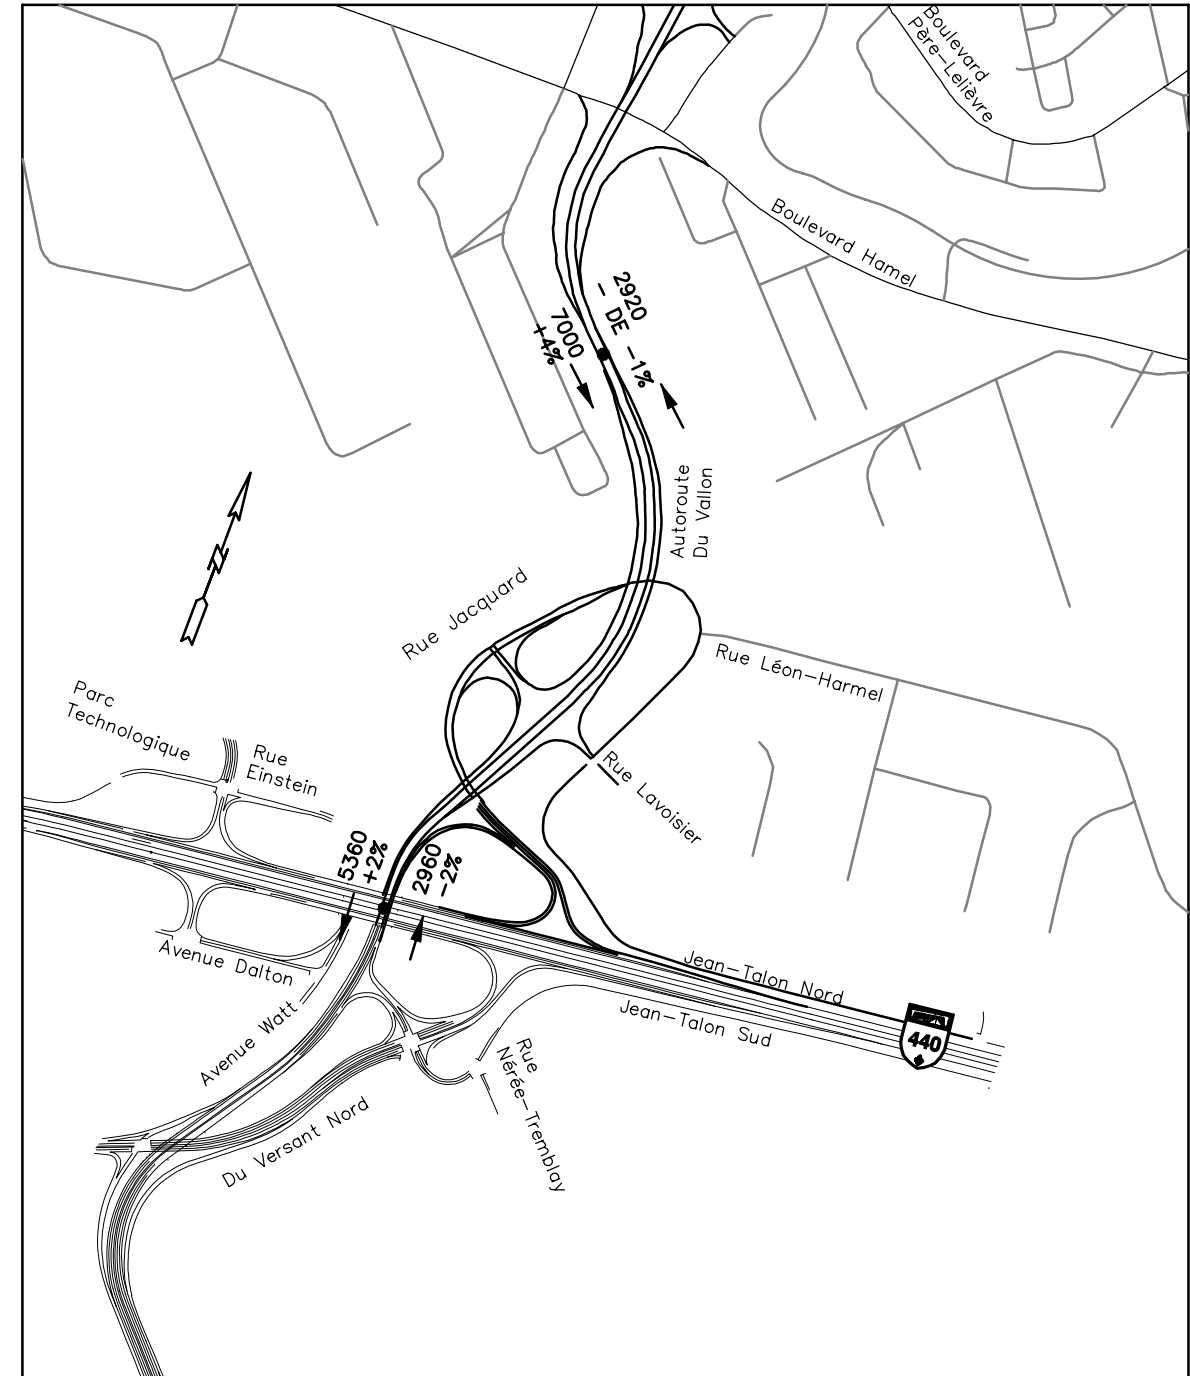 Boulevard
Père-Lelièvre
Boulevard Hamel
2920
- DE -1%
7000
+4%
Autoroute
Du Vallon
Rue Jacquard
Rue Léon-Harmel
Parc
Technologique
Rue
Einstein
Rue Lavoisier
5360
+2%
2960
-2%
Avenue Dalton
Jean-Talon Nord
Jean-Talon Sud
440
Avenue Watt
Rue
Nérée-Tremblay
Du Versant Nord